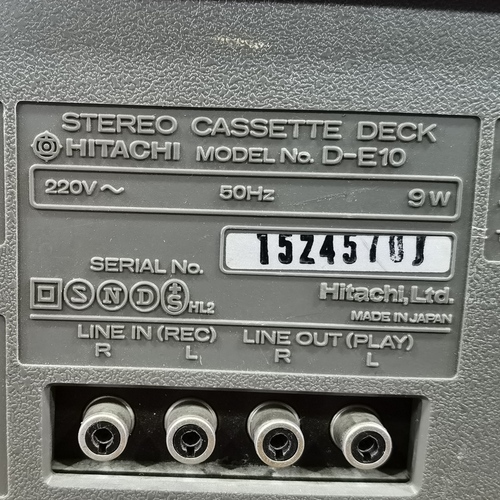 STEREO CASSETTE DECK
HITACHI MODEL No. D-E10
220V~ 50Hz 9W
SERIAL No.
S N D S HL2
Hitachi, Ltd.
MADE IN JAPAN
LINE IN (REC) LINE OUT (PLAY)
R L R L